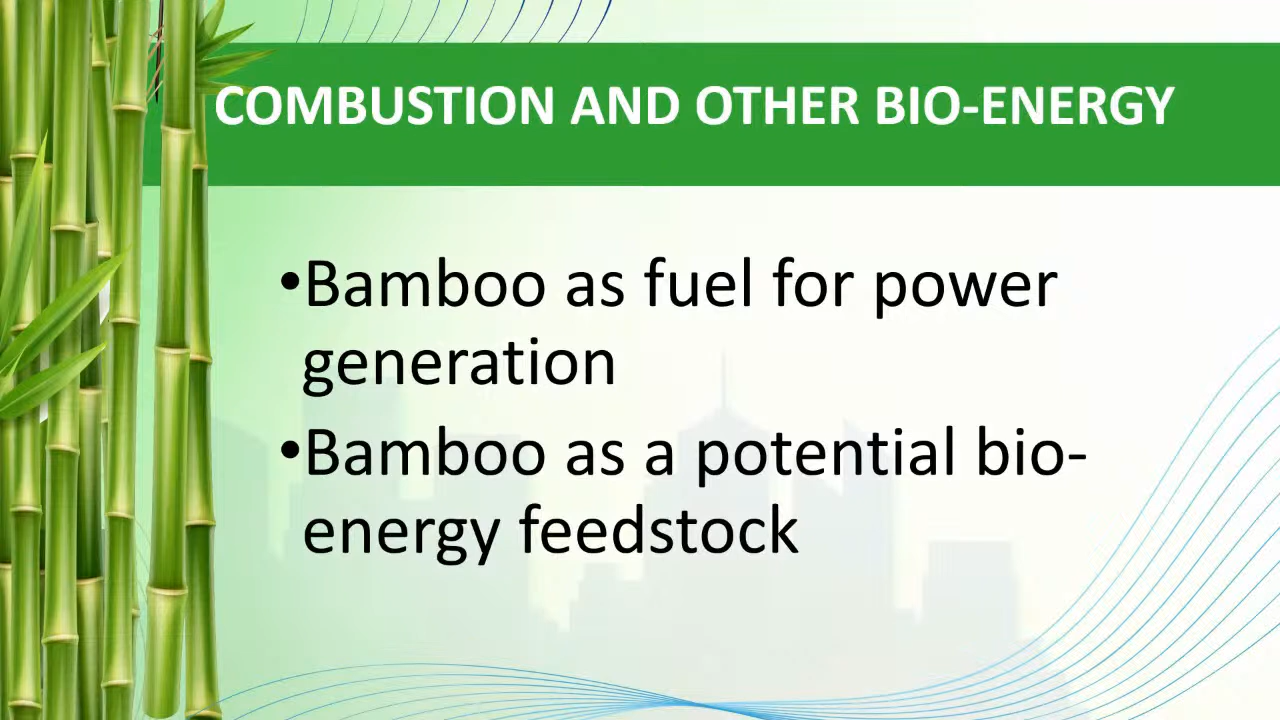 COMBUSTION AND OTHER BIO-ENERGY
•Bamboo as fuel for power
generation
•Bamboo as a potential bio-
energy feedstock